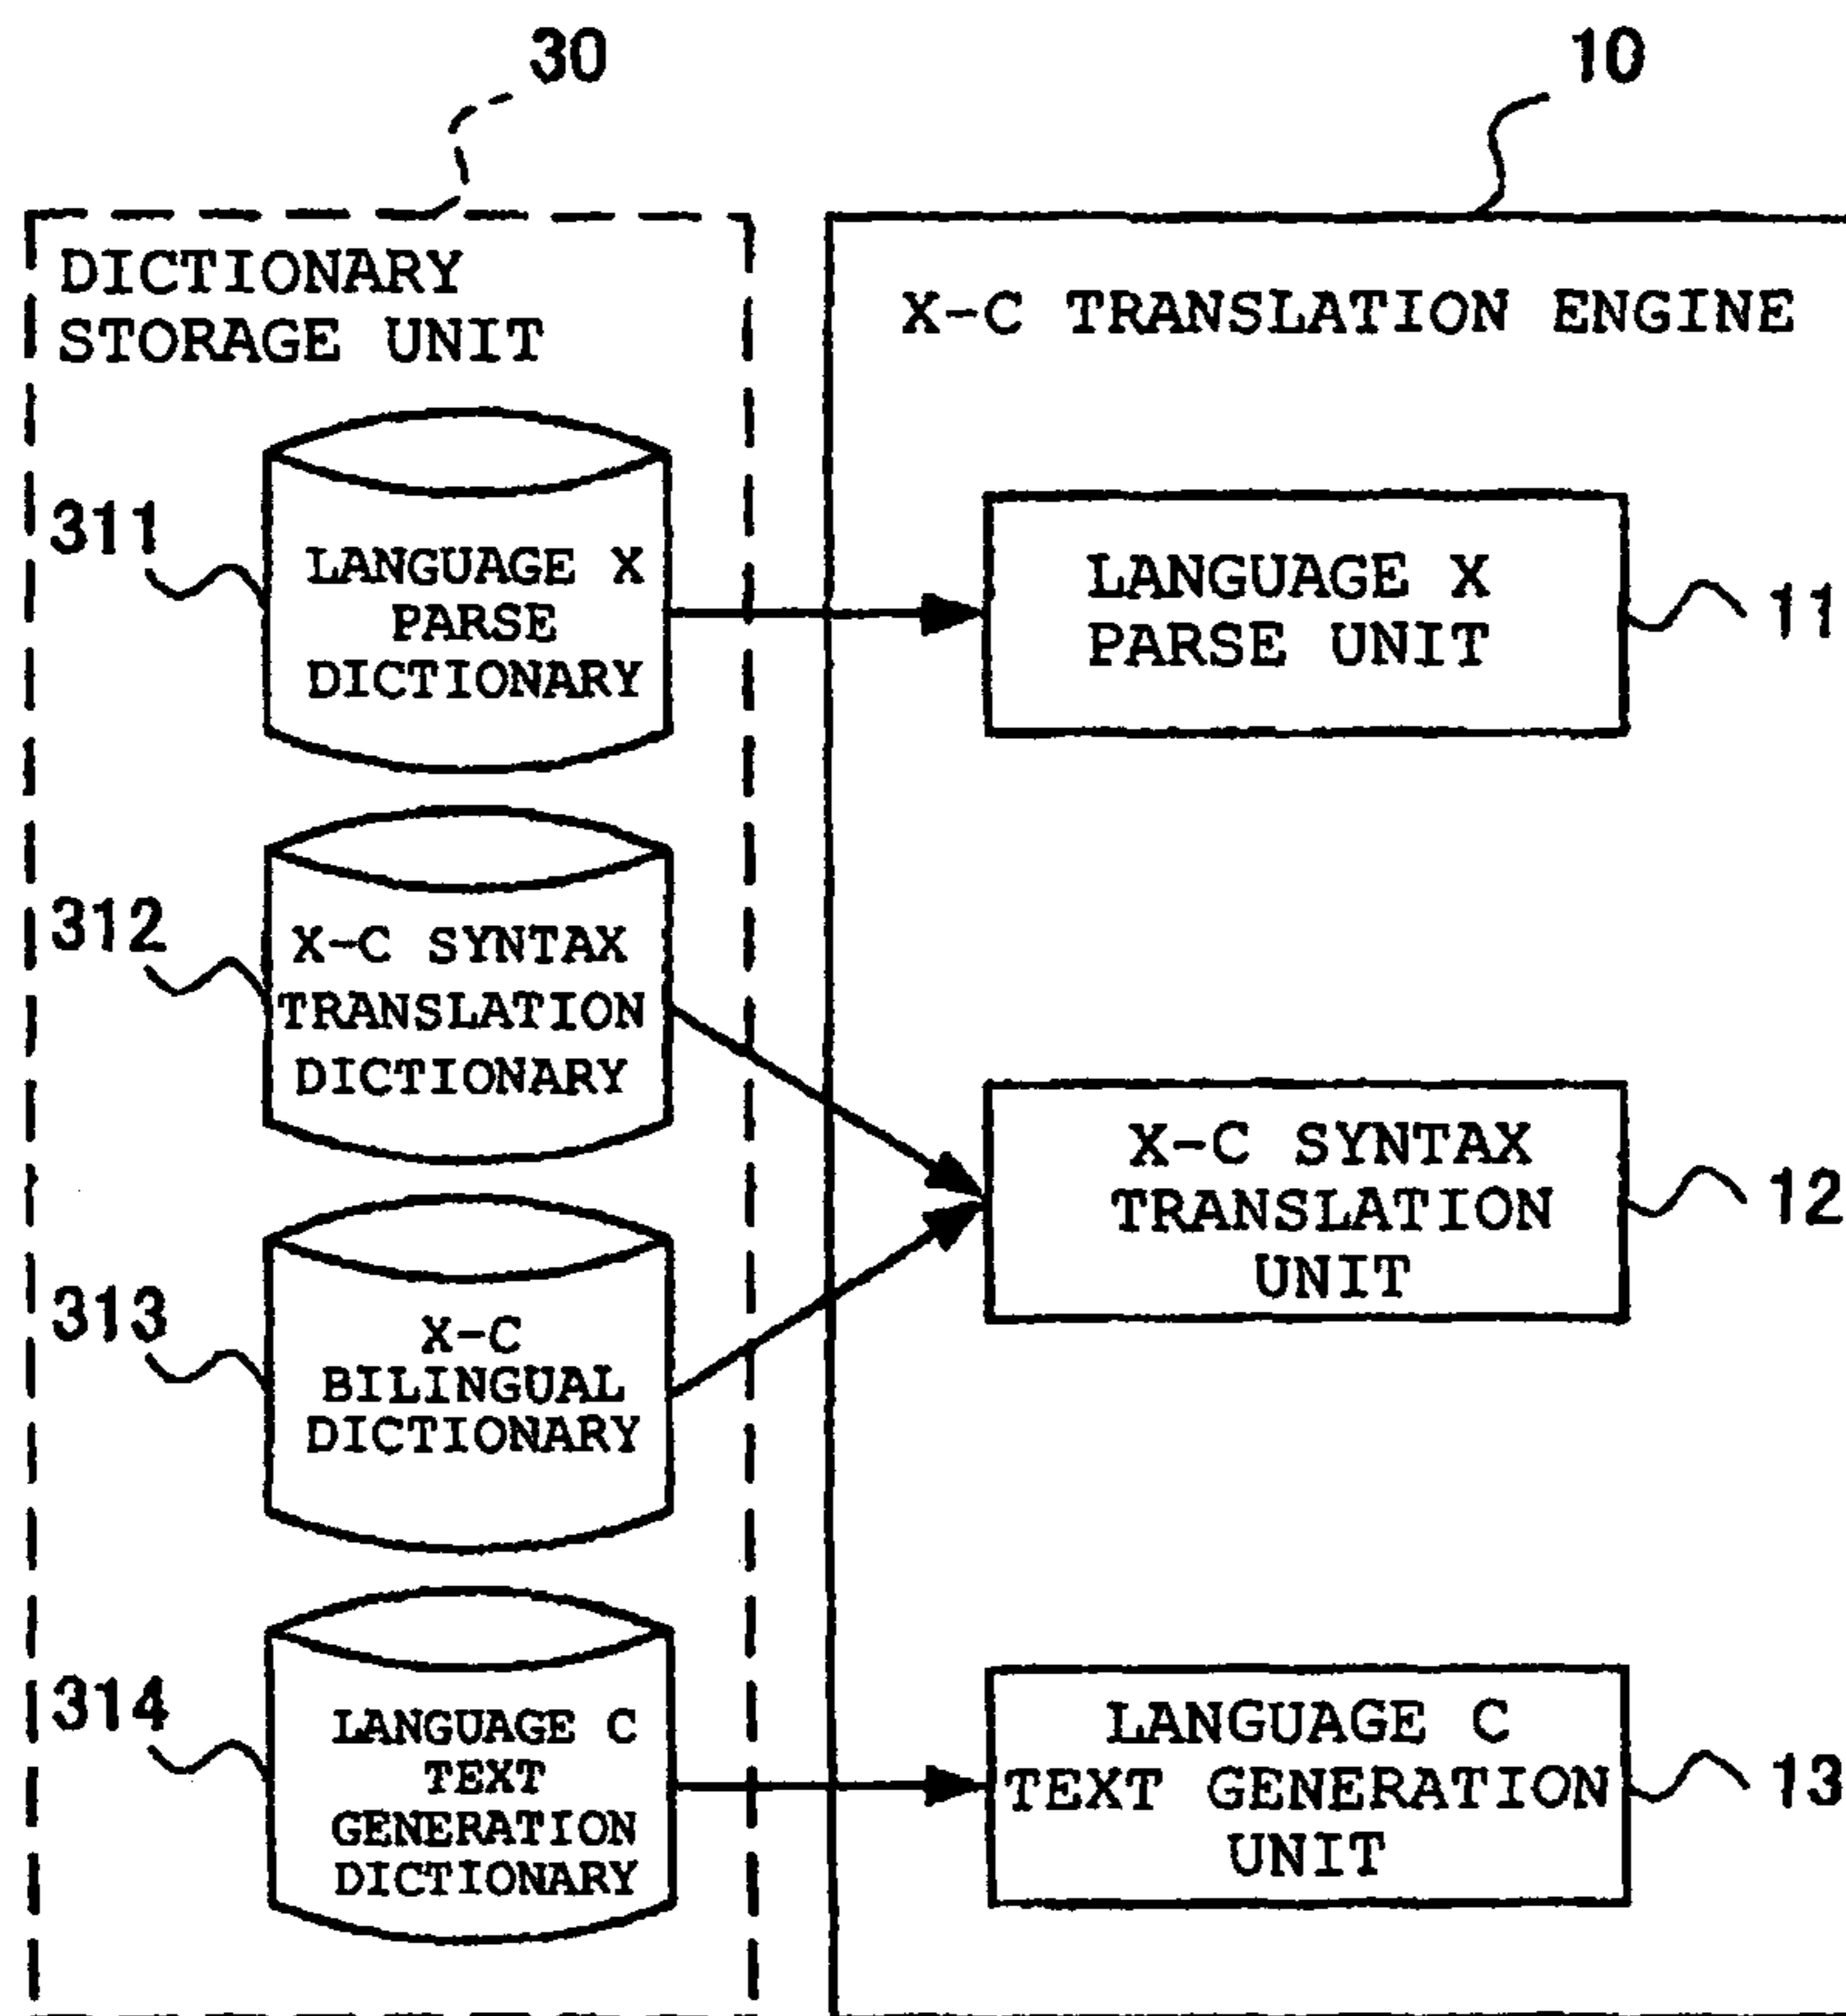 30
10
DICTIONARY
STORAGE UNIT
X-C TRANSLATION ENGINE
311
LANGUAGE X
PARSE
DICTIONARY
LANGUAGE X
PARSE UNIT
11
312
X-C SYNTAX
TRANSLATION
DICTIONARY
X-C SYNTAX
TRANSLATION
UNIT
12
313
X-C
BILINGUAL
DICTIONARY
314
LANGUAGE C
TEXT
GENERATION
DICTIONARY
LANGUAGE C
TEXT GENERATION
UNIT
13